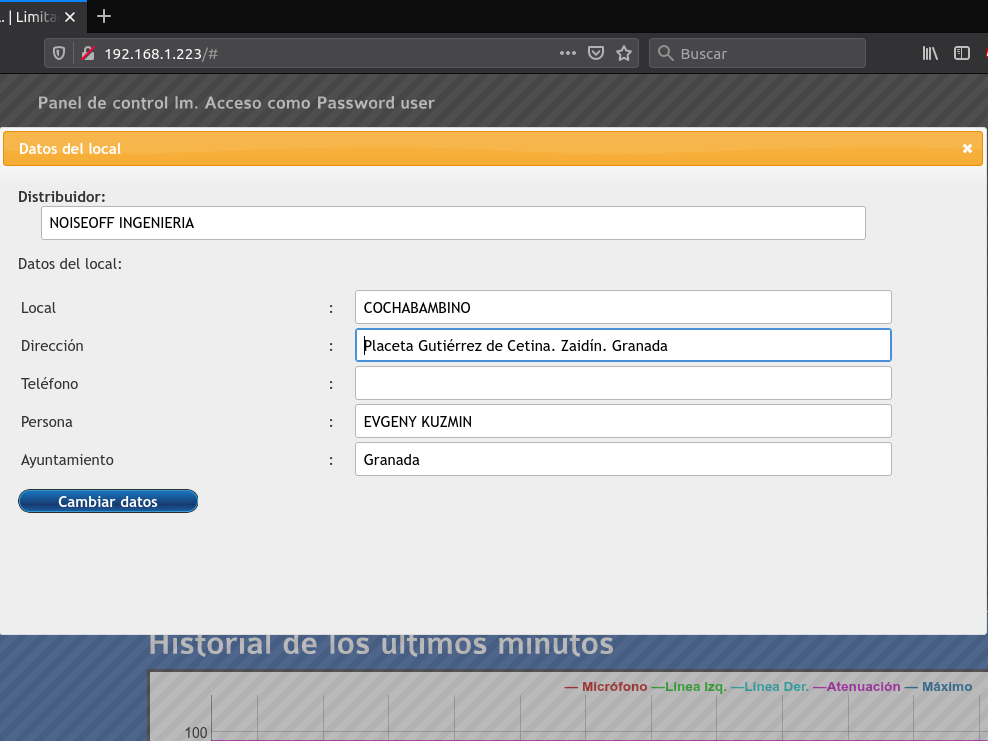 . | Limita
192.168.1.223/#
Buscar
Panel de control lm. Acceso como Password user
Datos del local
Distribuidor:
NOISEOFF INGENIERIA
Datos del local:
Local : COCHABAMBINO
Dirección : Placeta Gutiérrez de Cetina. Zaidín. Granada
Teléfono :
Persona : EVGENY KUZMIN
Ayuntamiento : Granada
Cambiar datos
Historial de los últimos minutos
— Micrófono — Línea Izq. — Línea Der. — Atenuación — Máximo
100